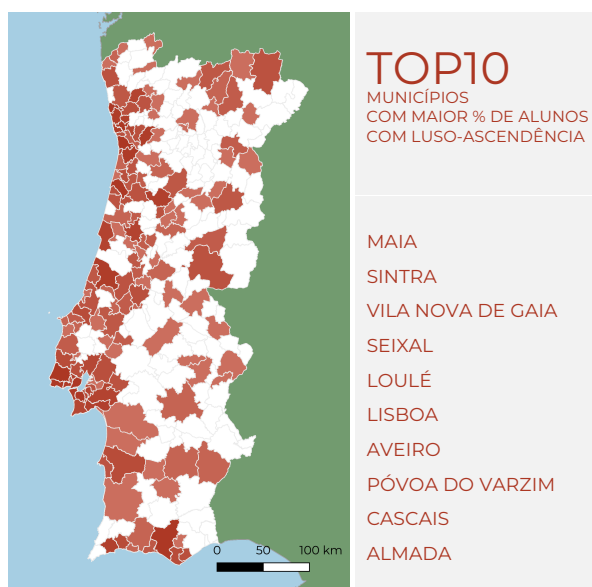 TOP10
MUNICÍPIOS
COM MAIOR % DE ALUNOS
COM LUSO-ASCENDÊNCIA
MAIA
SINTRA
VILA NOVA DE GAIA
SEIXAL
LOULÉ
LISBOA
AVEIRO
PÓVOA DO VARZIM
CASCAIS
ALMADA
0 50 100 km